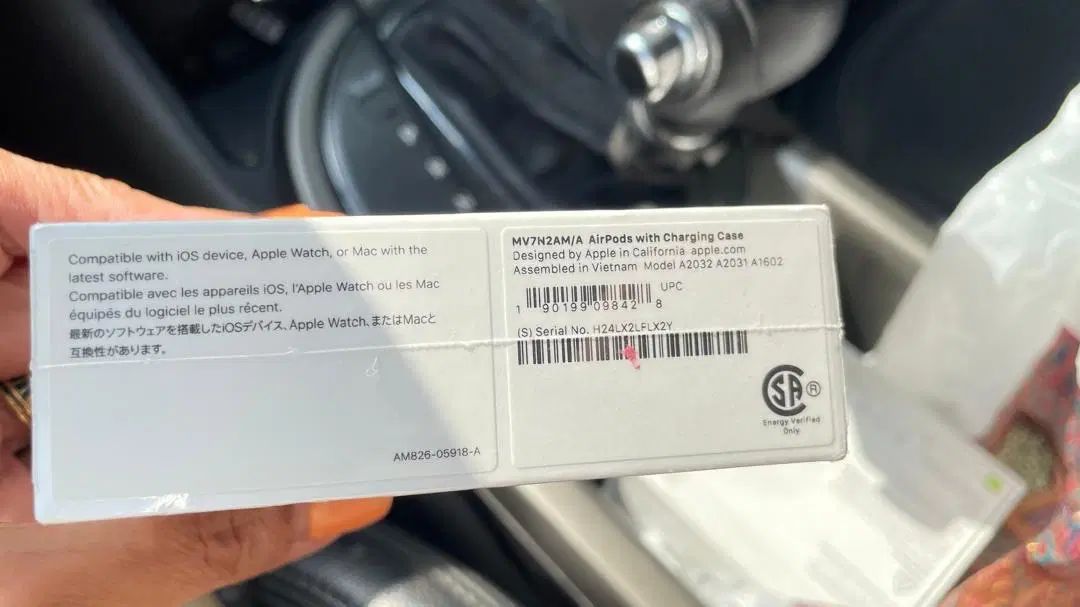 Compatible with iOS device, Apple Watch, or Mac with the
latest software.
Compatible avec les appareils iOS, l'Apple Watch ou les Mac
équipés du logiciel le plus récent.
最新のソフトウェアを搭載したiOSデバイス、Apple Watch、またはMacと
互換性があります。
AM826-05918-A
MV7N2AM/A AirPods with Charging Case
Designed by Apple in California apple.com
Assembled in Vietnam Model A2032 A2031 A1602
UPC
1 90199 09842 8
(S) Serial No. H24LX2LFLX2Y
SA ®
Energy Verified
Only